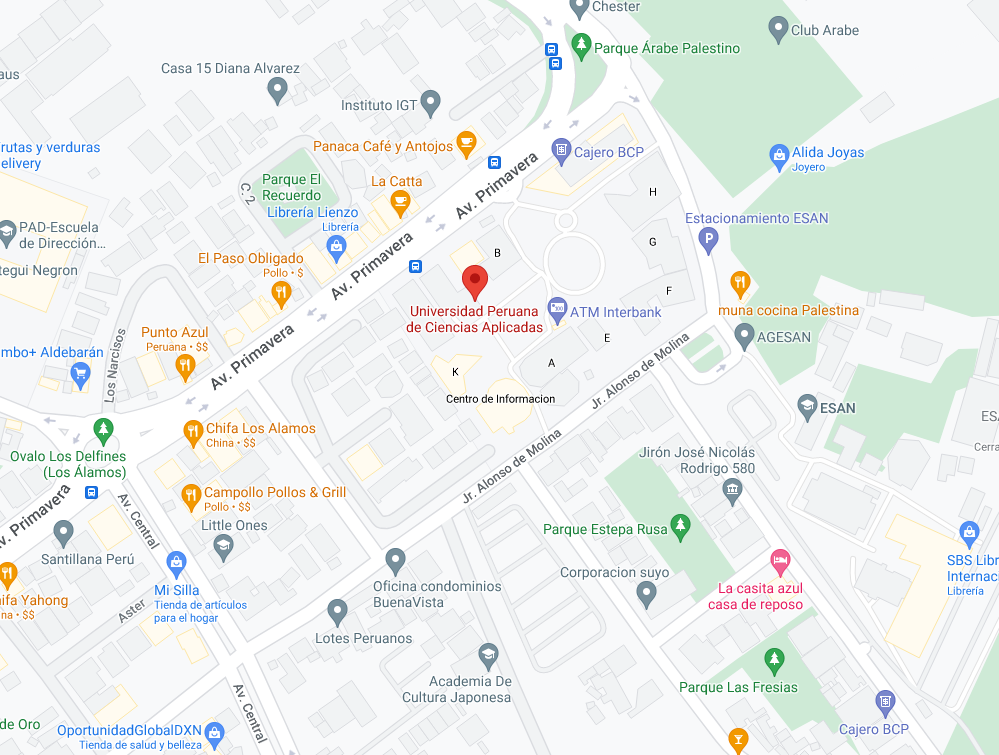 Chester
Club Arabe
Parque Árabe Palestino
aus
Casa 15 Diana Alvarez
Instituto IGT
Panaca Café y Antojos
Cajero BCP
rutas y verduras
elivery
Alida Joyas
Joyero
Av. Primavera
La Catta
Parque El
Recuerdo
C. 2
H
Librería Lienzo
Librería
Estacionamiento ESAN
PAD-Escuela
de Dirección...
Av. Primavera
G
B
tegui Negron
El Paso Obligado
Pollo • $
F
Universidad Peruana
de Ciencias Aplicadas
ATM Interbank
muna cocina Palestina
Punto Azul
Peruana • $$
AGESAN
E
mbo+ Aldebarán
Los Narcisos
Av. Primavera
A
K
Jr. Alonso de Molina
Centro de Informacion
ESAN
ESA
Cerra
Chifa Los Alamos
China • $$
Ovalo Los Delfines
(Los Álamos)
Jr. Alonso de Molina
Jirón José Nicolás
Rodrigo 580
Campollo Pollos & Grill
Pollo • $$
Av. Primavera
Av. Central
Little Ones
Parque Estepa Rusa
Santillana Perú
Corporacion suyo
SBS Libr
Internac
Librería
Mi Silla
Tienda de artículos
para el hogar
Oficina condominios
BuenaVista
La casita azul
casa de reposo
ifa Yahong
na • $$
Aster
Lotes Peruanos
Academia De
Cultura Japonesa
Parque Las Fresias
Av. Central
de Oro
OportunidadGlobalDXN
Tienda de salud y belleza
Cajero BCP